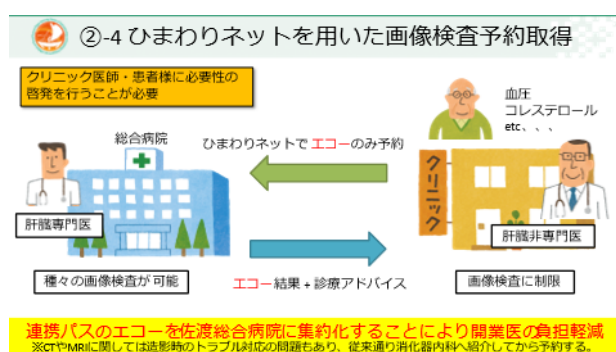 ②-4 ひまわりネットを用いた画像検査予約取得
クリニック医師・患者様に必要性の
啓発を行うことが必要
血圧
コレステロール
etc、、、
総合病院
ひまわりネットでエコーのみ予約
クリニック
肝臓専門医
肝臓非専門医
種々の画像検査が可能
エコー結果+診療アドバイス
画像検査に制限
連携パスのエコーを佐渡総合病院に集約化することにより開業医の負担軽減
※CTやMRIに関しては造影時のトラブル対応の問題もあり、従来通り消化器内科へ紹介してから予約する。